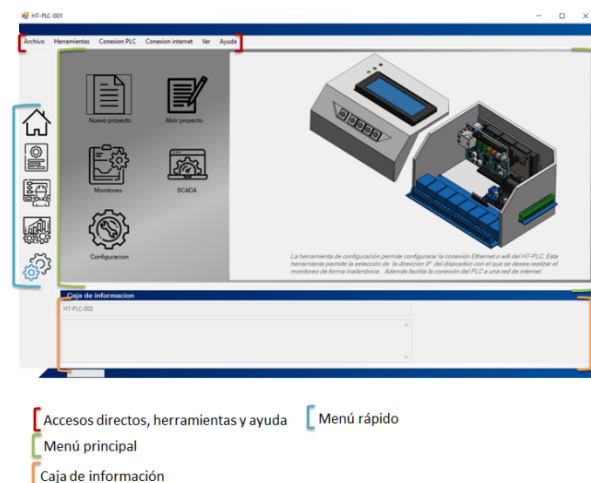 HT-PLC-001
Archivo Herramientas Conexion PLC Conexion internet Ver Ayuda
Nuevo proyecto Abrir proyecto
Monitoreo SCADA
Configuracion
La herramienta de configuración permite configurarar la conexión Ethernet o wifi del HT-PLC. Esta
herramienta permite la selección de la dirección IP del dispositivo con el que se desea realizar el
monitoreo de forma inalámbrica . Además facilita la conexión del PLC a una red de internet
Caja de informacion
HT-PLC-002
Accesos directos, herramientas y ayuda Menú rápido
Menú principal
Caja de información